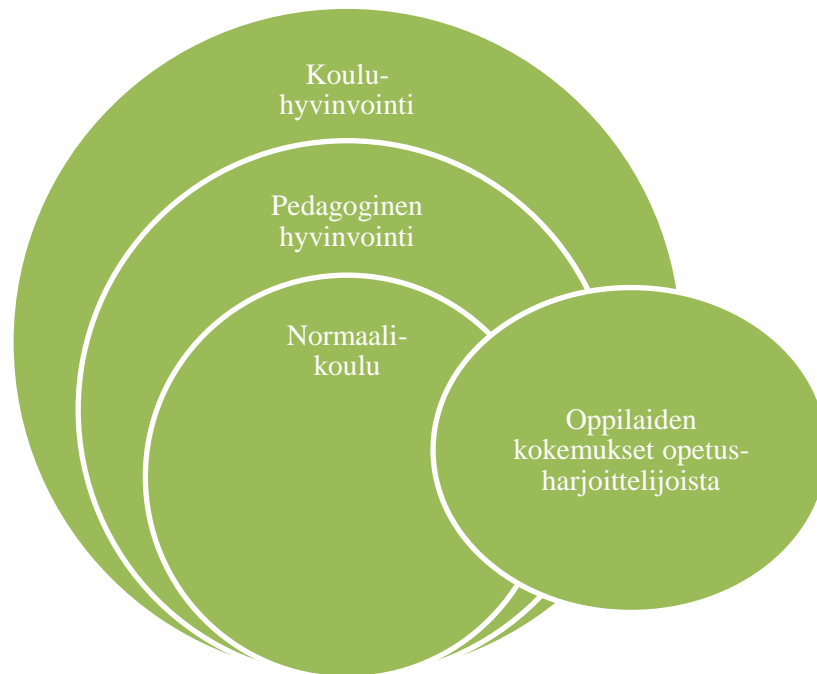 Koulu-
hyvinvointi
Pedagoginen
hyvinvointi
Normaali-
koulu
Oppilaiden
kokemukset opetus-
harjoittelijoista